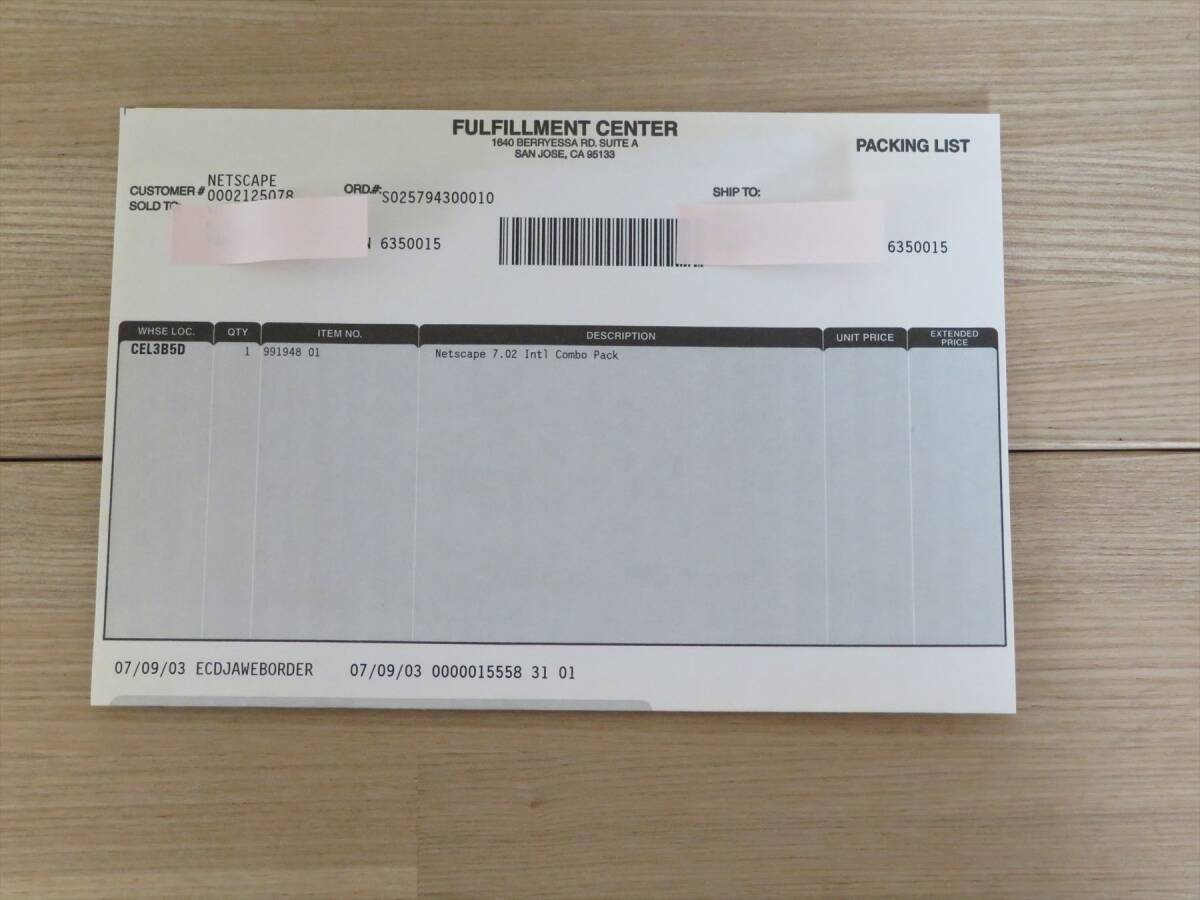 FULFILLMENT CENTER
1640 BERRYESSA RD. SUITE A
SAN JOSE, CA 95133
PACKING LIST
NETSCAPE
CUSTOMER # 0002125078
ORD.#: S025794300010
SHIP TO:
SOLD TO:
N 6350015
6350015
WHSE LOC. QTY ITEM NO. DESCRIPTION UNIT PRICE EXTENDED PRICE
CEL3B5D 1 991948 01 Netscape 7.02 Intl Combo Pack
07/09/03 ECDJAWEBORDER 07/09/03 0000015558 31 01